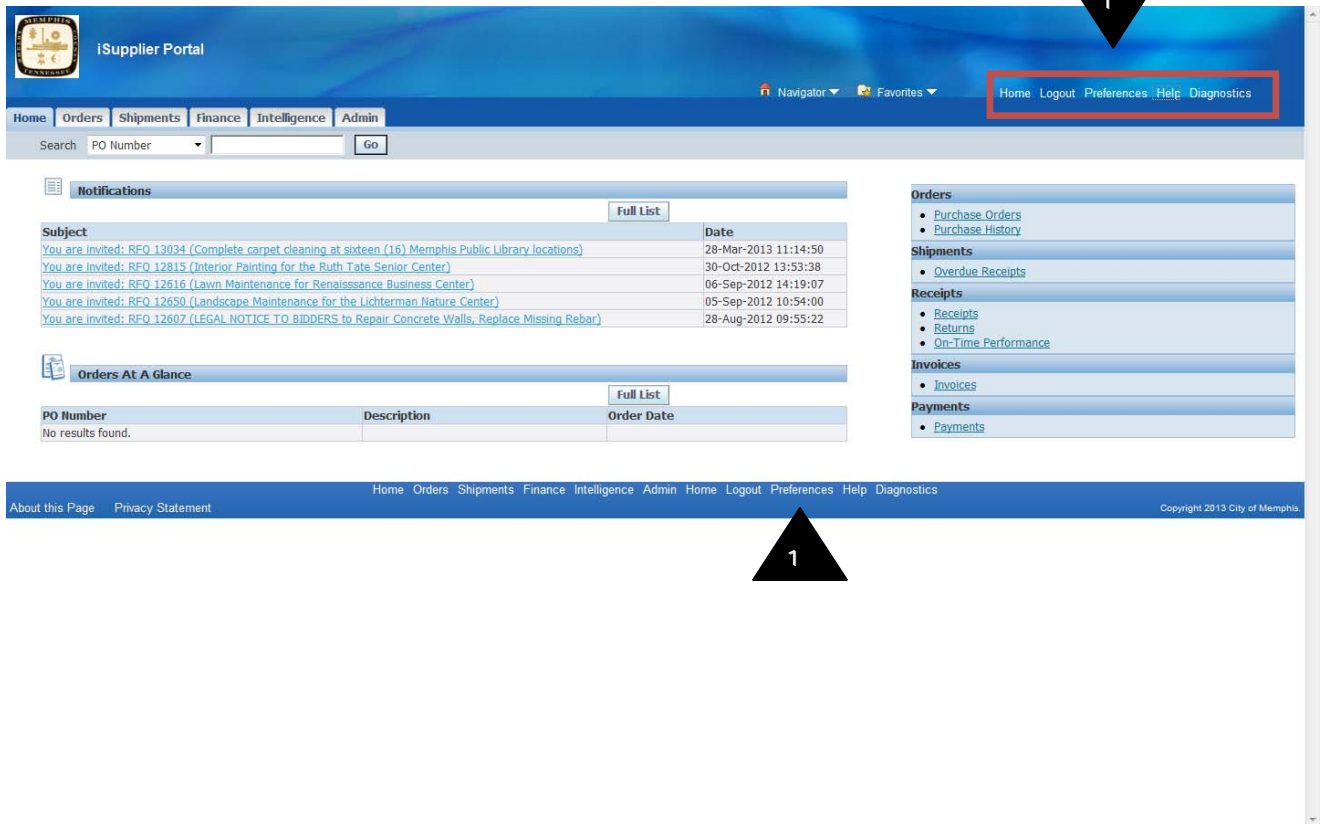 1
MEMPHIS
TENNESSEE
iSupplier Portal
Navigator Favorites Home Logout Preferences Help Diagnostics
Home Orders Shipments Finance Intelligence Admin
Search PO Number Go
Notifications
Full List
Subject Date
You are invited: RFQ 13034 (Complete carpet cleaning at sixteen (16) Memphis Public Library locations) 28-Mar-2013 11:14:50
You are invited: RFQ 12815 (Interior Painting for the Ruth Tate Senior Center) 30-Oct-2012 13:53:38
You are invited: RFQ 12616 (Lawn Maintenance for Renaisssance Business Center) 06-Sep-2012 14:19:07
You are invited: RFQ 12650 (Landscape Maintenance for the Lichterman Nature Center) 05-Sep-2012 10:54:00
You are invited: RFQ 12607 (LEGAL NOTICE TO BIDDERS to Repair Concrete Walls, Replace Missing Rebar) 28-Aug-2012 09:55:22
Orders At A Glance
Full List
PO Number Description Order Date
No results found.
Orders
Purchase Orders
Purchase History
Shipments
Overdue Receipts
Receipts
Receipts
Returns
On-Time Performance
Invoices
Invoices
Payments
Payments
Home Orders Shipments Finance Intelligence Admin Home Logout Preferences Help Diagnostics
About this Page Privacy Statement Copyright 2013 City of Memphis.
1